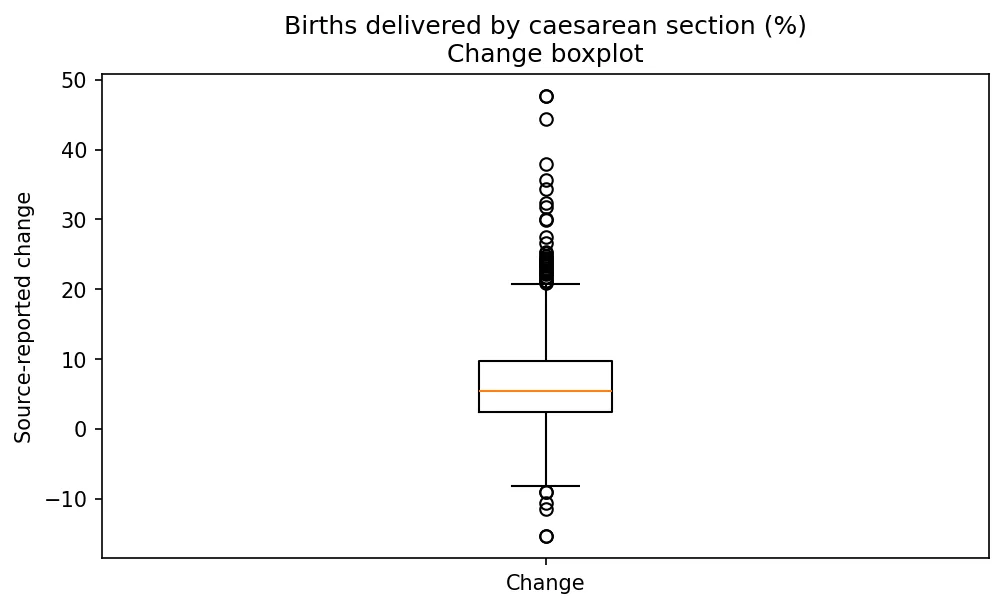 Births delivered by caesarean section (%)
Change boxplot
Source-reported change
50
40
30
20
10
0
−10
Change